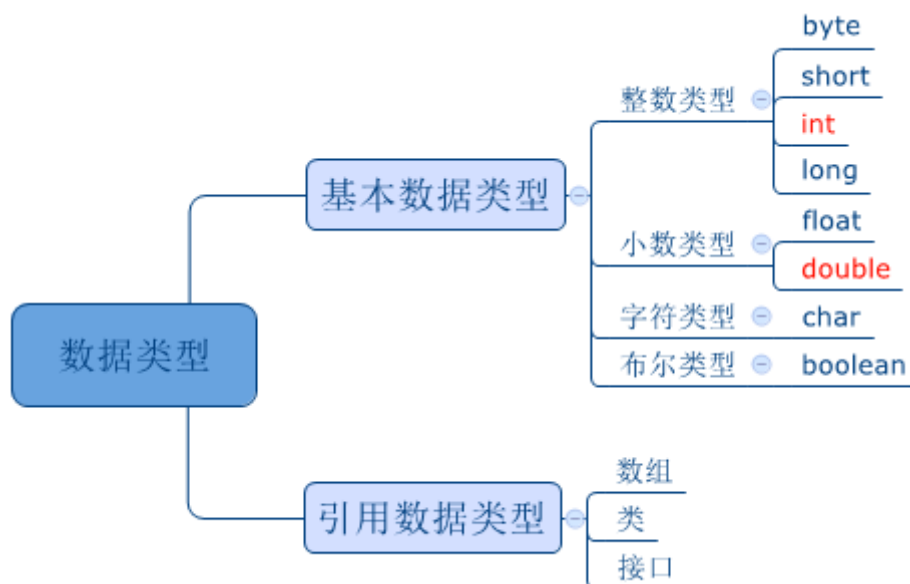 数据类型
基本数据类型
整数类型
byte
short
int
long
小数类型
float
double
字符类型
char
布尔类型
boolean
引用数据类型
数组
类
接口